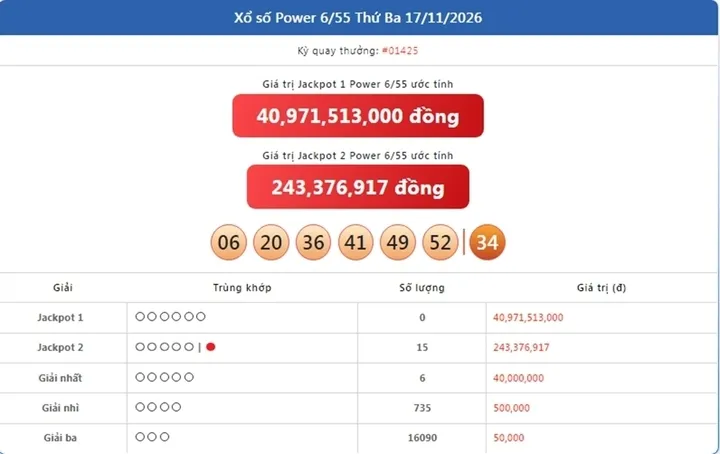 Xổ số Power 6/55 Thứ Ba 17/11/2026
Kỳ quay thưởng: #01425
Giá trị Jackpot 1 Power 6/55 ước tính
40,971,513,000 đồng
Giá trị Jackpot 2 Power 6/55 ước tính
243,376,917 đồng
06 20 36 41 49 52 | 34
Giải Trùng khớp Số lượng Giá trị (đ)
Jackpot 1 0 40,971,513,000
Jackpot 2 | 15 243,376,917
Giải nhất 6 40,000,000
Giải nhì 735 500,000
Giải ba 16090 50,000